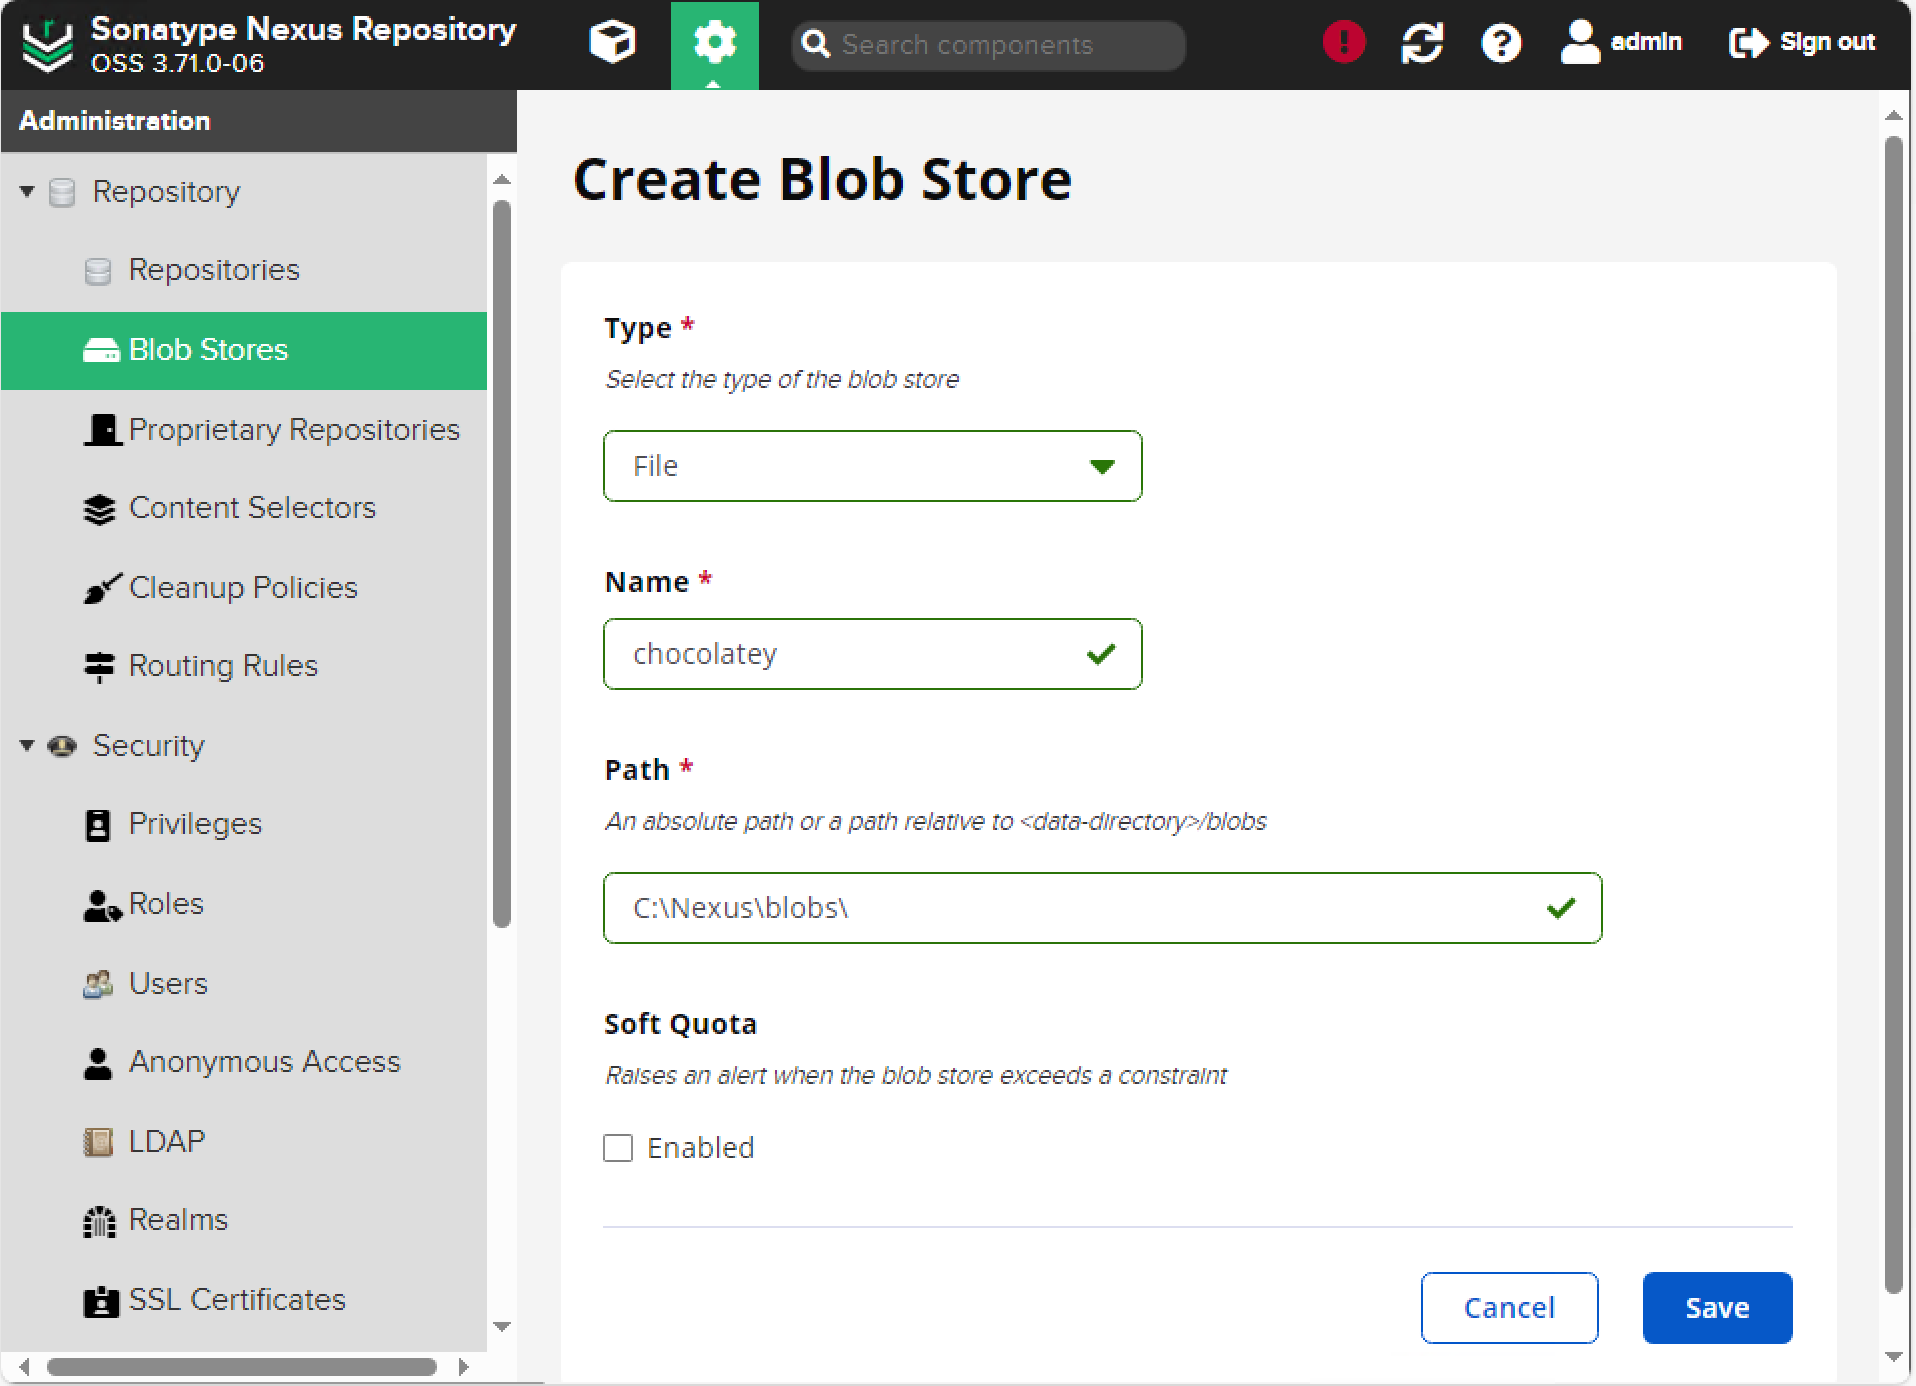 Sonatype Nexus Repository
OSS 3.71.0-06
Search components
admin
Sign out
Administration
Repository
Repositories
Blob Stores
Proprietary Repositories
Content Selectors
Cleanup Policies
Routing Rules
Security
Privileges
Roles
Users
Anonymous Access
LDAP
Realms
SSL Certificates
Create Blob Store
Type *
Select the type of the blob store
File
Name *
chocolatey
Path *
An absolute path or a path relative to <data-directory>/blobs
C:\Nexus\blobs\
Soft Quota
Raises an alert when the blob store exceeds a constraint
Enabled
Cancel
Save